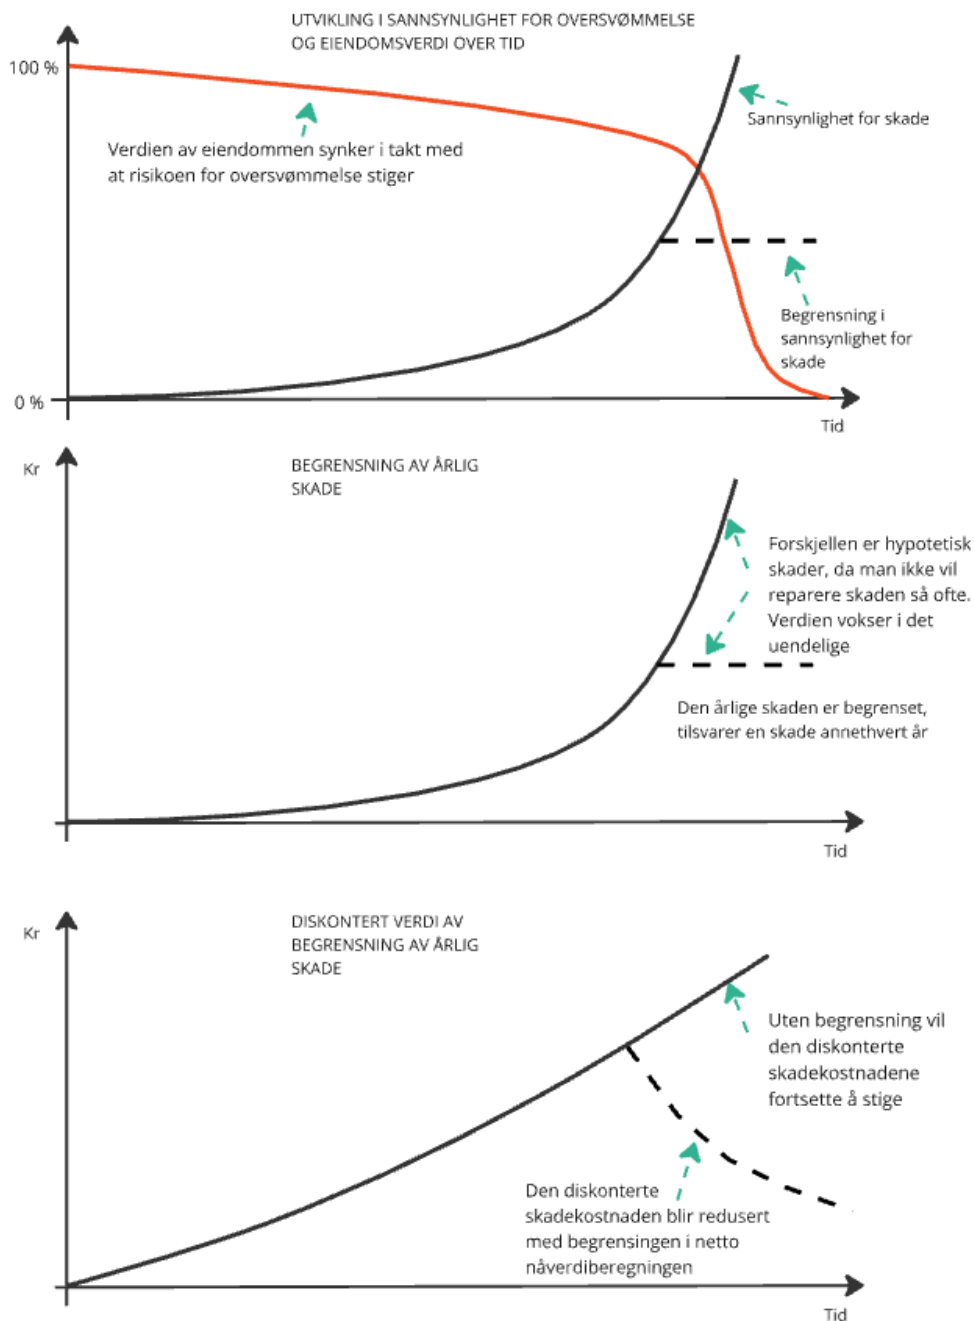 UTVIKLING I SANNSYNLIGHET FOR OVERSVØMMELSE
OG EIENDOMSVERDI OVER TID
100 %
Sannsynlighet for skade
Verdien av eiendommen synker i takt med
at risikoen for oversvømmelse stiger
Begrensning i
sannsynlighet for
skade
0 %
Tid
Kr
BEGRENSNING AV ÅRLIG
SKADE
Forskjellen er hypotetisk
skader, da man ikke vil
reparere skaden så ofte.
Verdien vokser i det
uendelige
Den årlige skaden er begrenset,
tilsvarer en skade annethvert år
Tid
Kr
DISKONTERT VERDI AV
BEGRENSNING AV ÅRLIG
SKADE
Uten begrensning vil
den diskonterte
skadekostnadene
fortsette å stige
Den diskonterte
skadekostnaden blir redusert
med begrensingen i netto
nåverdiberegningen
Tid